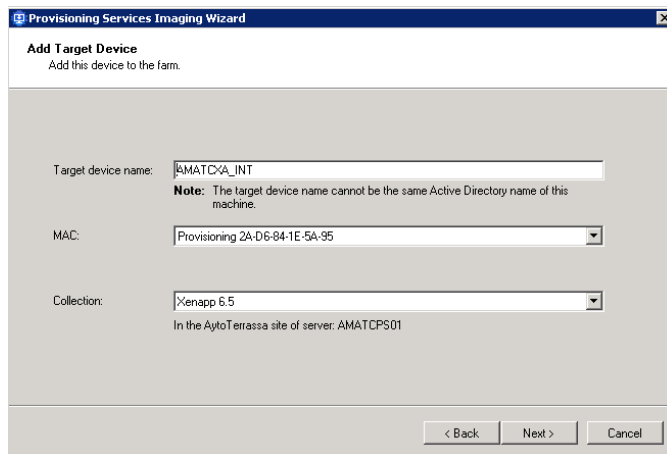 Provisioning Services Imaging Wizard
Add Target Device
Add this device to the farm.
Target device name:
AMATCXA_INT
Note: The target device name cannot be the same Active Directory name of this
machine.
MAC:
Provisioning 2A-D6-84-1E-5A-95
Collection:
Xenapp 6.5
In the AytoTerrassa site of server: AMATCPS01
< Back
Next >
Cancel